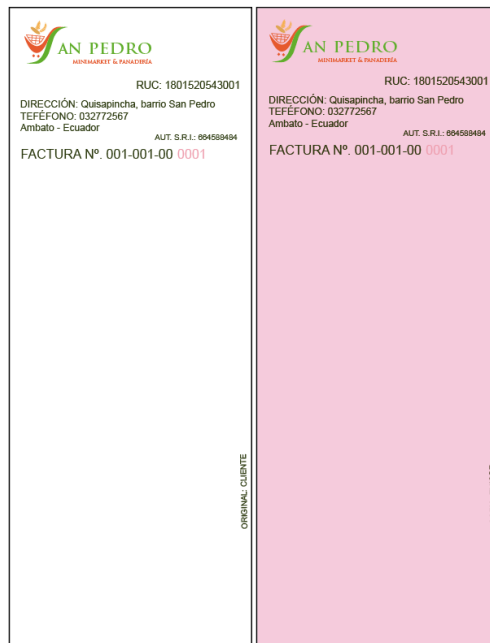 AN PEDRO
MINIMARKET & PANADERÍA
RUC: 1801520543001
DIRECCIÓN: Quisapincha, barrio San Pedro
TEFÉFONO: 032772567
Ambato - Ecuador
AUT. S.R.I.: 664588484
FACTURA Nº. 001-001-00 0001
ORIGINAL: CLIENTE
AN PEDRO
MINIMARKET & PANADERÍA
RUC: 1801520543001
DIRECCIÓN: Quisapincha, barrio San Pedro
TEFÉFONO: 032772567
Ambato - Ecuador
AUT. S.R.I.: 664588484
FACTURA Nº. 001-001-00 0001